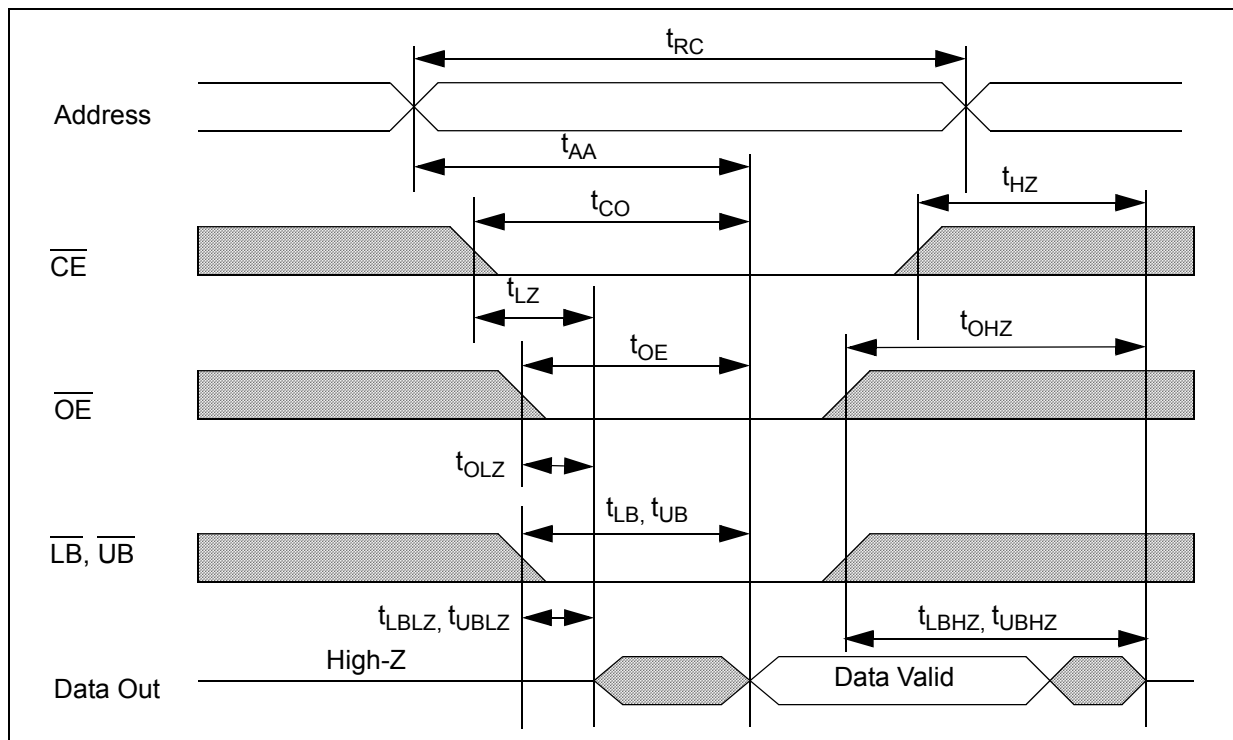 tRC
Address
tAA
tHZ
tCO
CE
tLZ
tOHZ
tOE
OE
tOLZ
tLB, tUB
LB, UB
tLBLZ, tUBLZ
tLBHZ, tUBHZ
High-Z
Data Valid
Data Out